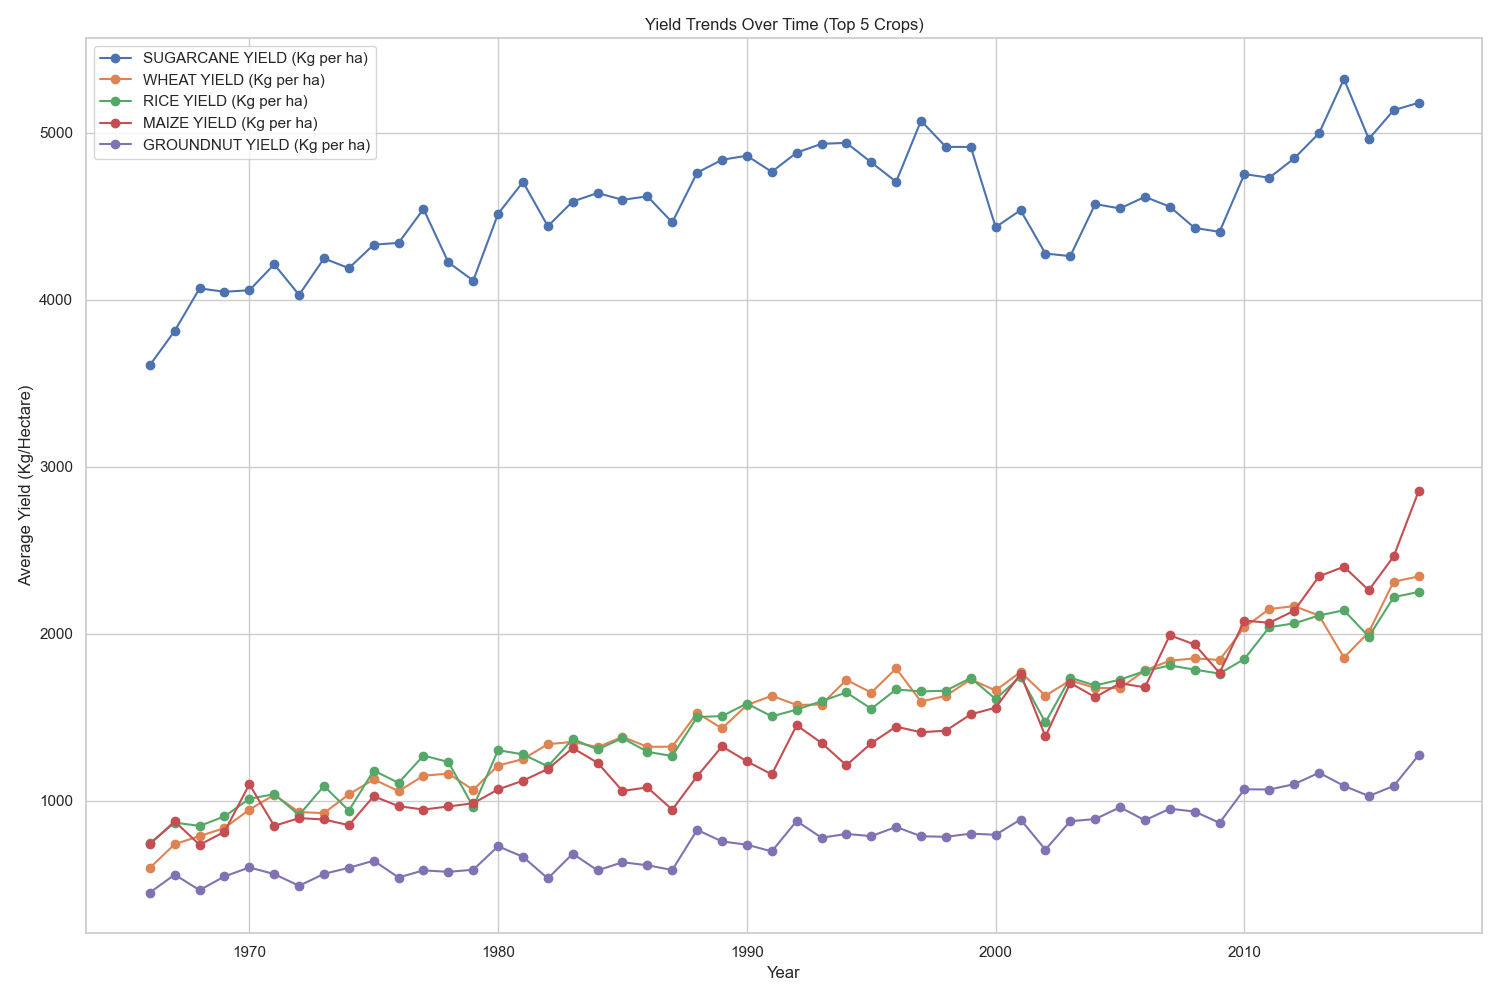 Yield Trends Over Time (Top 5 Crops)
SUGARCANE YIELD (Kg per ha)
WHEAT YIELD (Kg per ha)
RICE YIELD (Kg per ha)
MAIZE YIELD (Kg per ha)
GROUNDNUT YIELD (Kg per ha)
Average Yield (Kg/Hectare)
5000
4000
3000
2000
1000
1970 1980 1990 2000 2010
Year